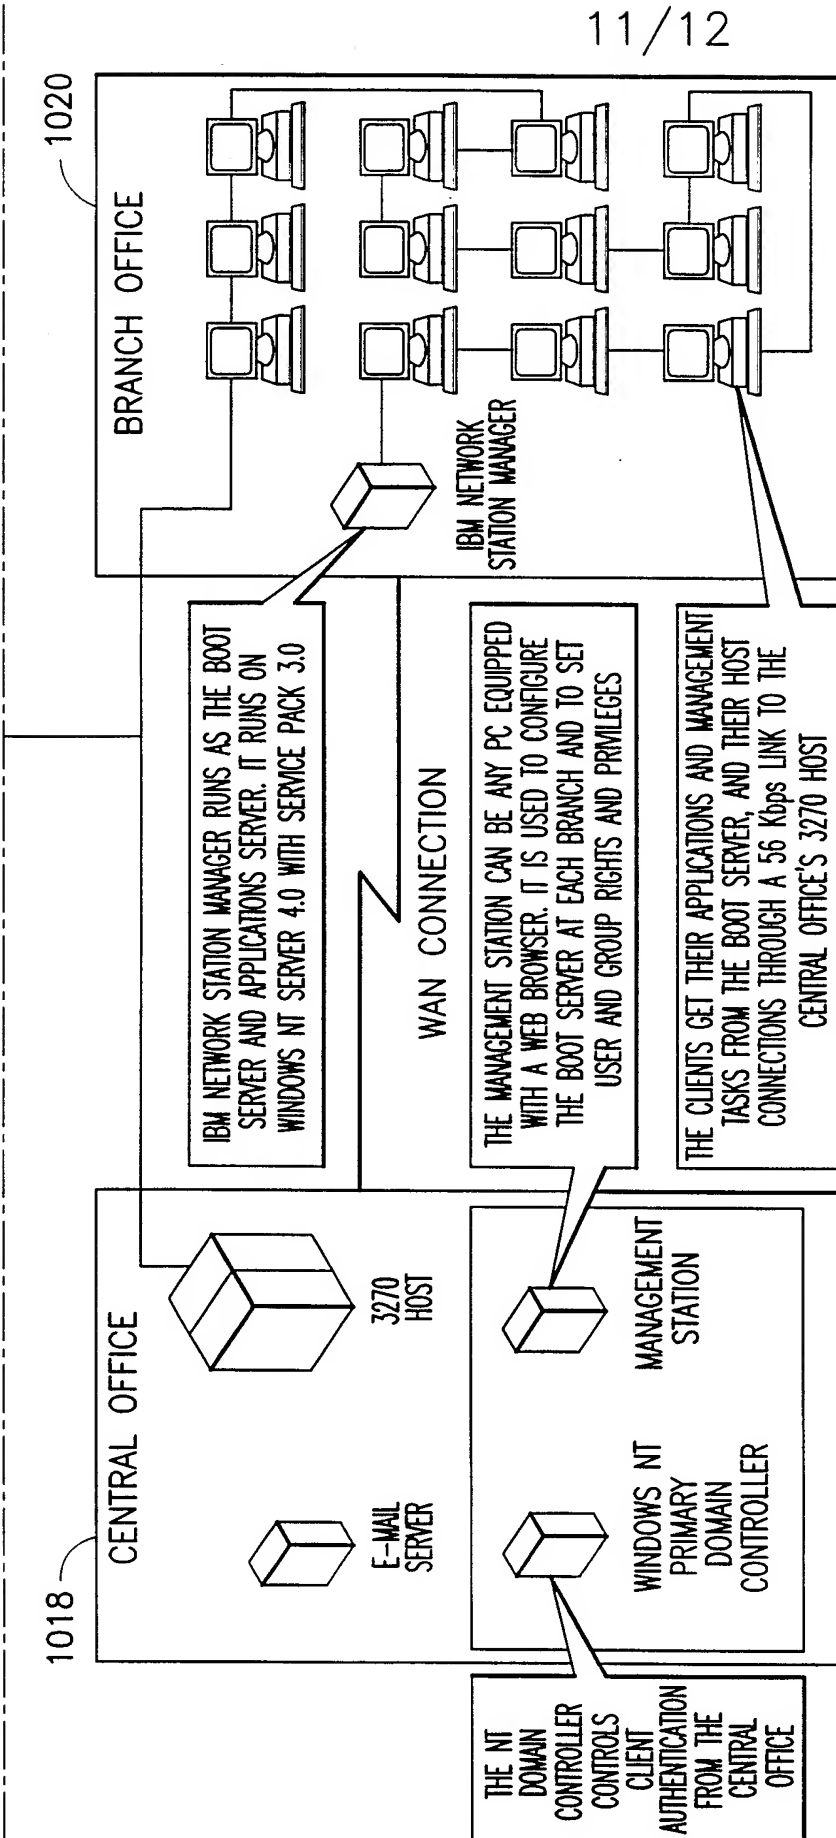 11/12
1018
CENTRAL OFFICE
E-MAIL
SERVER
3270
HOST
WINDOWS NT
PRIMARY
DOMAIN
CONTROLLER
MANAGEMENT
STATION
THE NT
DOMAIN
CONTROLLER
CONTROLS
CLIENT
AUTHENTICATION
FROM THE
CENTRAL
OFFICE
IBM NETWORK STATION MANAGER RUNS AS THE BOOT
SERVER AND APPLICATIONS SERVER. IT RUNS ON
WINDOWS NT SERVER 4.0 WITH SERVICE PACK 3.0
WAN CONNECTION
THE MANAGEMENT STATION CAN BE ANY PC EQUIPPED
WITH A WEB BROWSER. IT IS USED TO CONFIGURE
THE BOOT SERVER AT EACH BRANCH AND TO SET
USER AND GROUP RIGHTS AND PRIVILEGES
THE CLIENTS GET THEIR APPLICATIONS AND MANAGEMENT
TASKS FROM THE BOOT SERVER, AND THEIR HOST
CONNECTIONS THROUGH A 56 Kbps LINK TO THE
CENTRAL OFFICE'S 3270 HOST
1020
BRANCH OFFICE
IBM NETWORK
STATION MANAGER